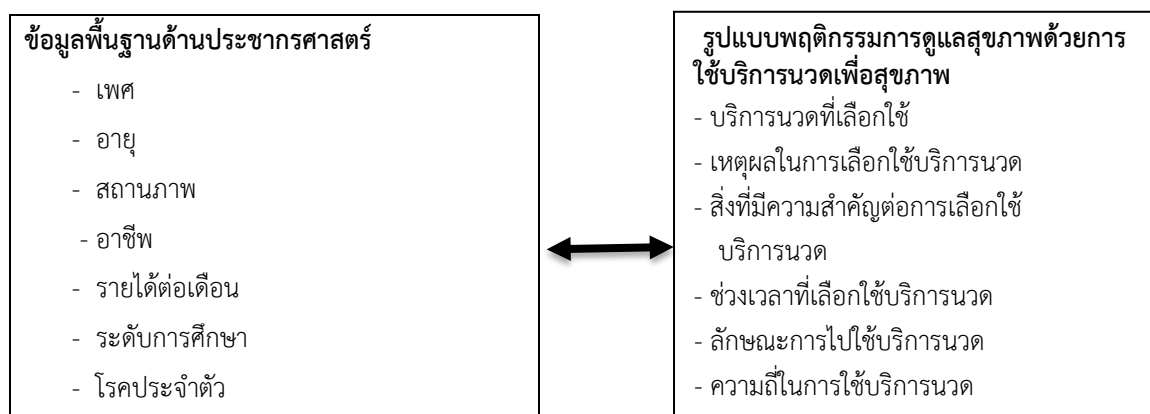 ข้อมูลพื้นฐานด้านประชากรศาสตร์
- เพศ
- อายุ
- สถานภาพ
- อาชีพ
- รายได้ต่อเดือน
- ระดับการศึกษา
- โรคประจำตัว
รูปแบบพฤติกรรมการดูแลสุขภาพด้วยการ
ใช้บริการนวดเพื่อสุขภาพ
- บริการนวดที่เลือกใช้
- เหตุผลในการเลือกใช้บริการนวด
- สิ่งที่มีความสำคัญต่อการเลือกใช้
บริการนวด
- ช่วงเวลาที่เลือกใช้บริการนวด
- ลักษณะการไปใช้บริการนวด
- ความถี่ในการใช้บริการนวด